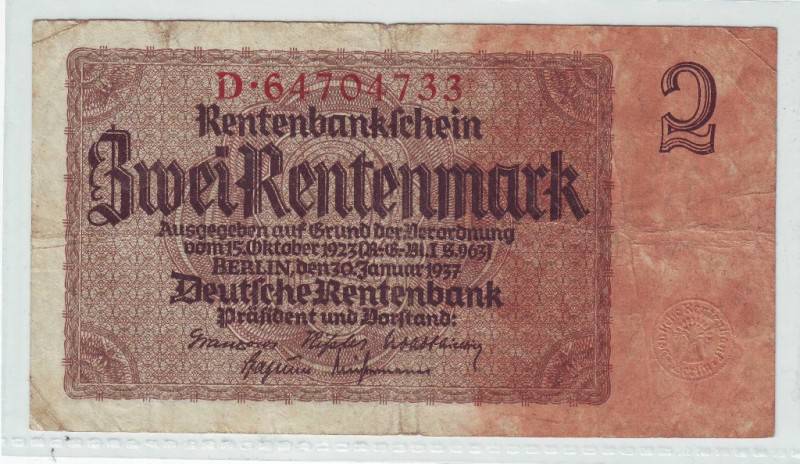 D·64704733
2
Rentenbankschein
Zwei Rentenmark
Ausgegeben auf Grund der Verordnung
vom 15. Oktober 1923 (R-G-Bl. I S. 963)
BERLIN, den 30. Januar 1937
Deutsche Rentenbank
Präsident und Vorstand: